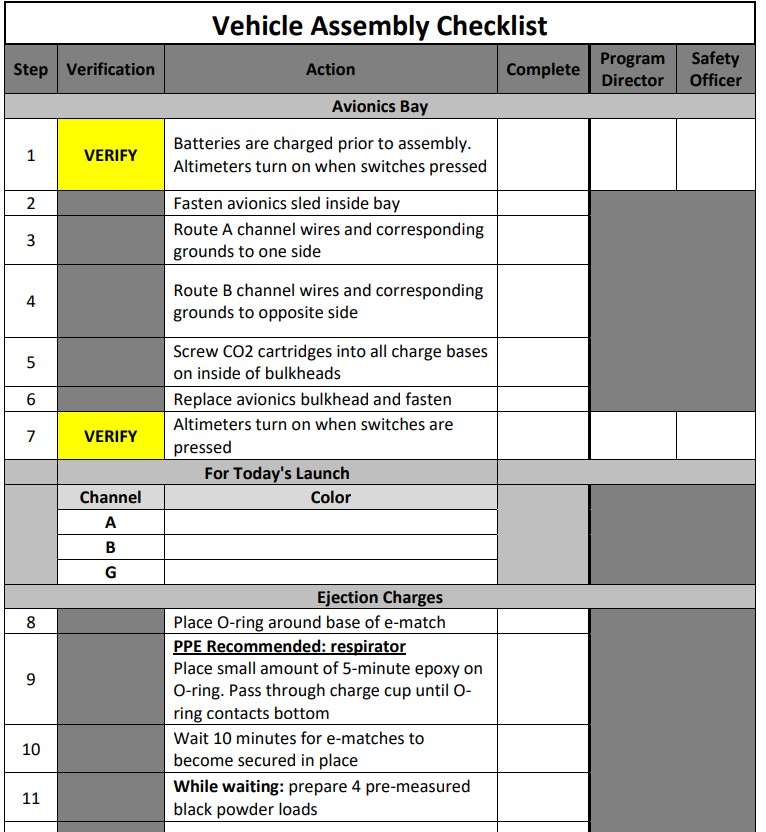 Vehicle Assembly Checklist
Step Verification Action Complete Program Director Safety Officer
Avionics Bay
1 VERIFY Batteries are charged prior to assembly.
Altimeters turn on when switches pressed
2 Fasten avionics sled inside bay
3 Route A channel wires and corresponding
grounds to one side
4 Route B channel wires and corresponding
grounds to opposite side
5 Screw CO2 cartridges into all charge bases
on inside of bulkheads
6 Replace avionics bulkhead and fasten
7 VERIFY Altimeters turn on when switches are
pressed
For Today's Launch
Channel Color
A
B
G
Ejection Charges
8 Place O-ring around base of e-match
9 PPE Recommended: respirator
Place small amount of 5-minute epoxy on
O-ring. Pass through charge cup until O-
ring contacts bottom
10 Wait 10 minutes for e-matches to
become secured in place
11 While waiting: prepare 4 pre-measured
black powder loads